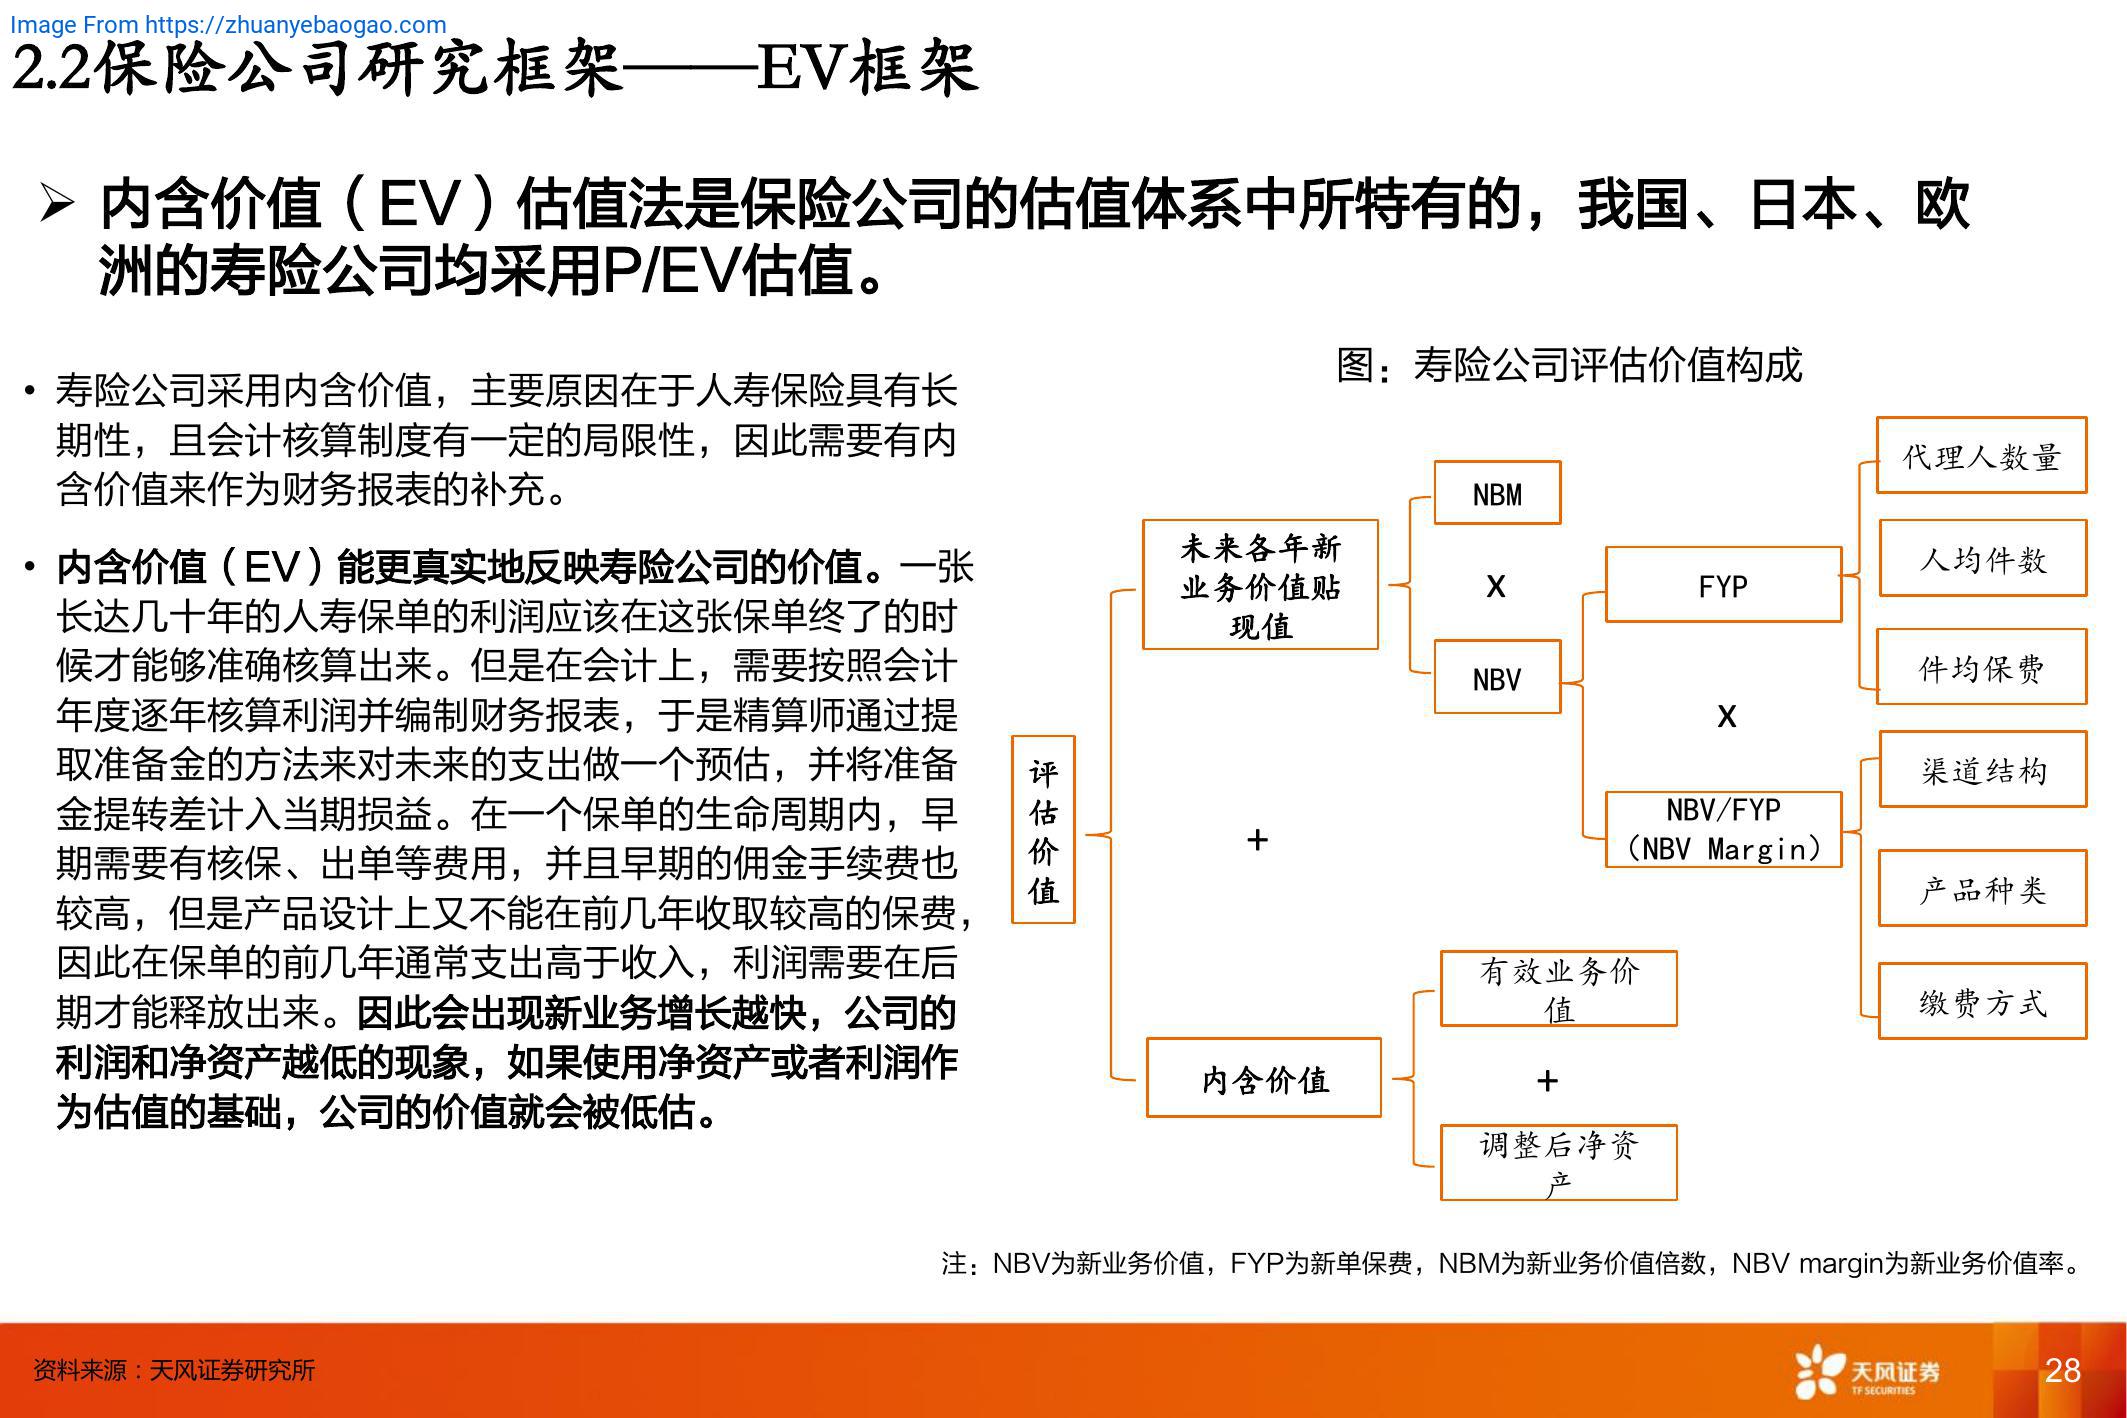 Image From https://zhuanyebaogao.com
2.2保险公司研究框架——EV框架
➢ 内含价值（EV）估值法是保险公司的估值体系中所特有的，我国、日本、欧
洲的寿险公司均采用P/EV估值。
• 寿险公司采用内含价值，主要原因在于人寿保险具有长
期性，且会计核算制度有一定的局限性，因此需要有内
含价值来作为财务报表的补充。
• 内含价值（EV）能更真实地反映寿险公司的价值。一张
长达几十年的人寿保单的利润应该在这张保单终了的时
候才能够准确核算出来。但是在会计上，需要按照会计
年度逐年核算利润并编制财务报表，于是精算师通过提
取准备金的方法来对未来的支出做一个预估，并将准备
金提转差计入当期损益。在一个保单的生命周期内，早
期需要有核保、出单等费用，并且早期的佣金手续费也
较高，但是产品设计上又不能在前几年收取较高的保费，
因此在保单的前几年通常支出高于收入，利润需要在后
期才能释放出来。因此会出现新业务增长越快，公司的
利润和净资产越低的现象，如果使用净资产或者利润作
为估值的基础，公司的价值就会被低估。
图：寿险公司评估价值构成
评
估
价
值
未来各年新
业务价值贴
现值
+
内含价值
NBM
X
NBV
有效业务价
值
+
调整后净资
产
FYP
X
NBV/FYP
（NBV Margin）
代理人数量
人均件数
件均保费
渠道结构
产品种类
缴费方式
注：NBV为新业务价值，FYP为新单保费，NBM为新业务价值倍数，NBV margin为新业务价值率。
资料来源：天风证券研究所
天风证券
TF SECURITIES
28